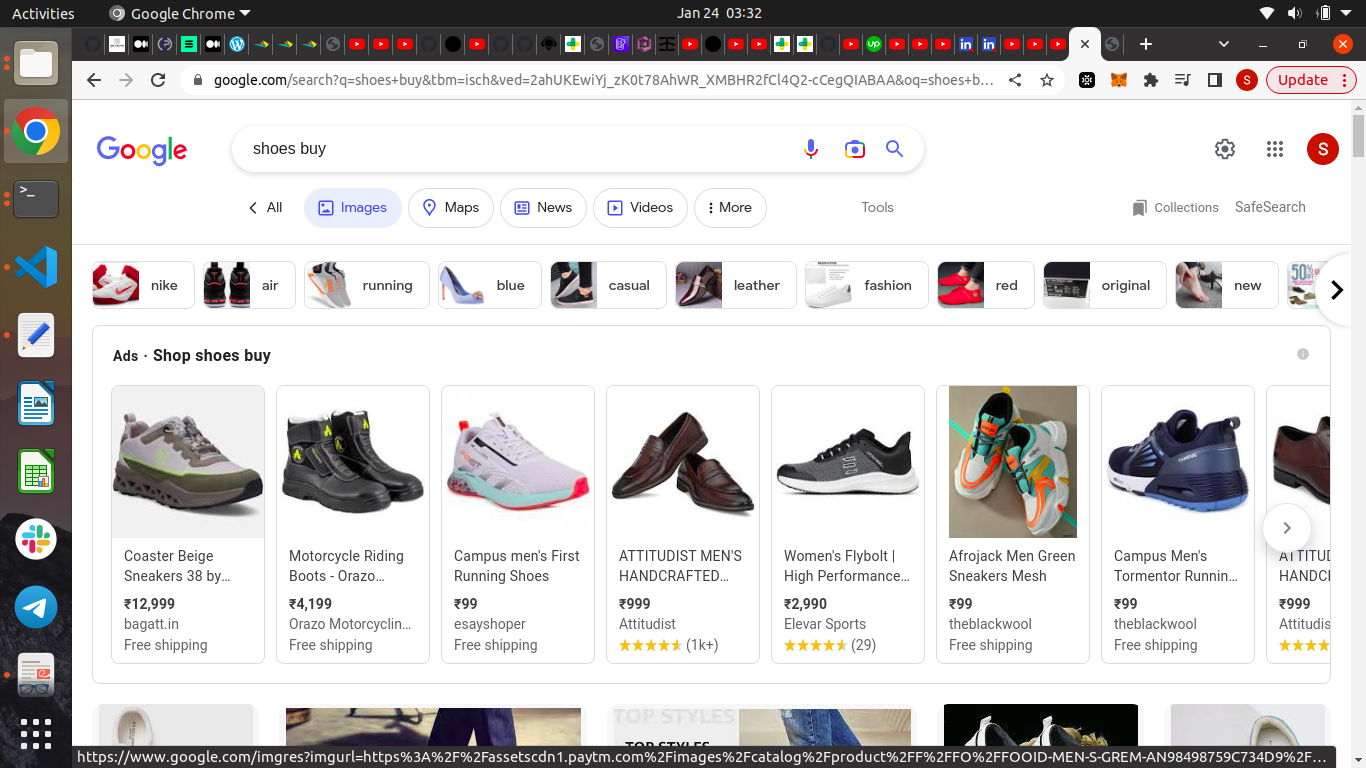 Activities
Google Chrome
Jan 24 03:32
google.com/search?q=shoes+buy&tbm=isch&ved=2ahUKEwiYj_zK0t78AhWR_XMBHR2fCl4Q2-cCegQIABAA&oq=shoes+b…
S
Update
Google
shoes buy
S
All
Images
Maps
News
Videos
More
Tools
Collections
SafeSearch
nike
air
running
blue
casual
leather
fashion
red
original
new
50%
Ads · Shop shoes buy
Coaster Beige
Sneakers 38 by…
₹12,999
bagatt.in
Free shipping
Motorcycle Riding
Boots - Orazo…
₹4,199
Orazo Motorcyclin…
Free shipping
Campus men's First
Running Shoes
₹99
esayshoper
Free shipping
ATTITUDIST MEN'S
HANDCRAFTED…
₹999
Attitudist
(1k+)
Women's Flybolt |
High Performance…
₹2,990
Elevar Sports
(29)
Afrojack Men Green
Sneakers Mesh
₹99
theblackwool
Free shipping
CAMPUS
Campus Men's
Tormentor Runnin…
₹99
theblackwool
Free shipping
ATTITUD
HANDCI
₹999
Attitudis
TOP STYLES
TOP STYLES
https://www.google.com/imgres?imgurl=https%3A%2F%2Fassetscdn1.paytm.com%2Fimages%2Fcatalog%2Fproduct%2FF%2FFO%2FFOOID-MEN-S-GREM-AN98498759C734D9%2F…